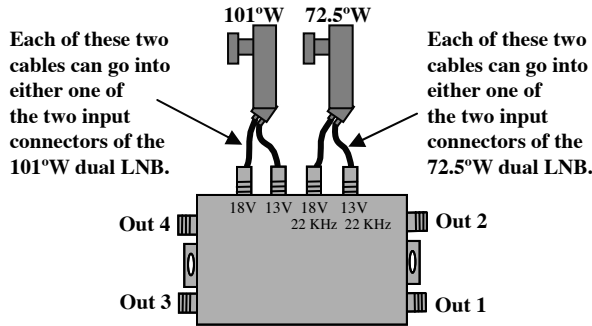 101ºW 72.5ºW
Each of these two
cables can go into
either one of
the two input
connectors of the
101ºW dual LNB.
Each of these two
cables can go into
either one of
the two input
connectors of the
72.5ºW dual LNB.
18V 13V 18V 13V
22 KHz 22 KHz
Out 4
Out 2
Out 3
Out 1